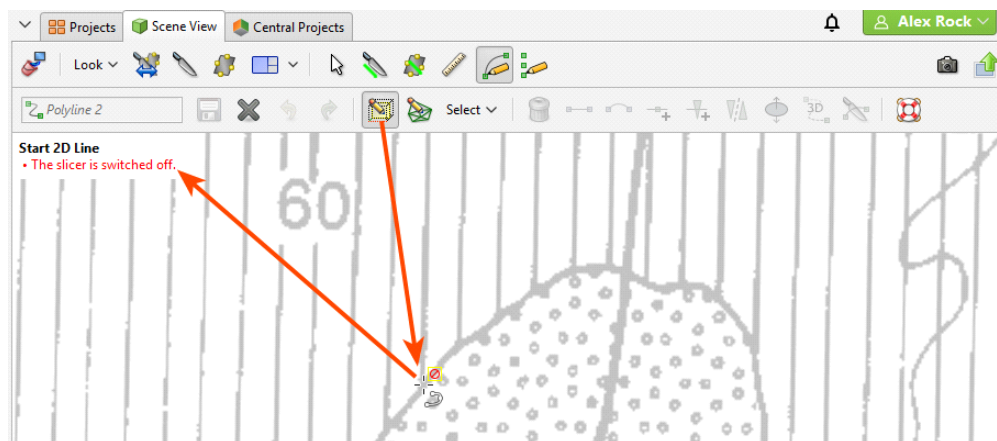 Projects Scene View Central Projects Alex Rock
Look
Polyline 2 Select 3D
Start 2D Line
• The slicer is switched off.
60